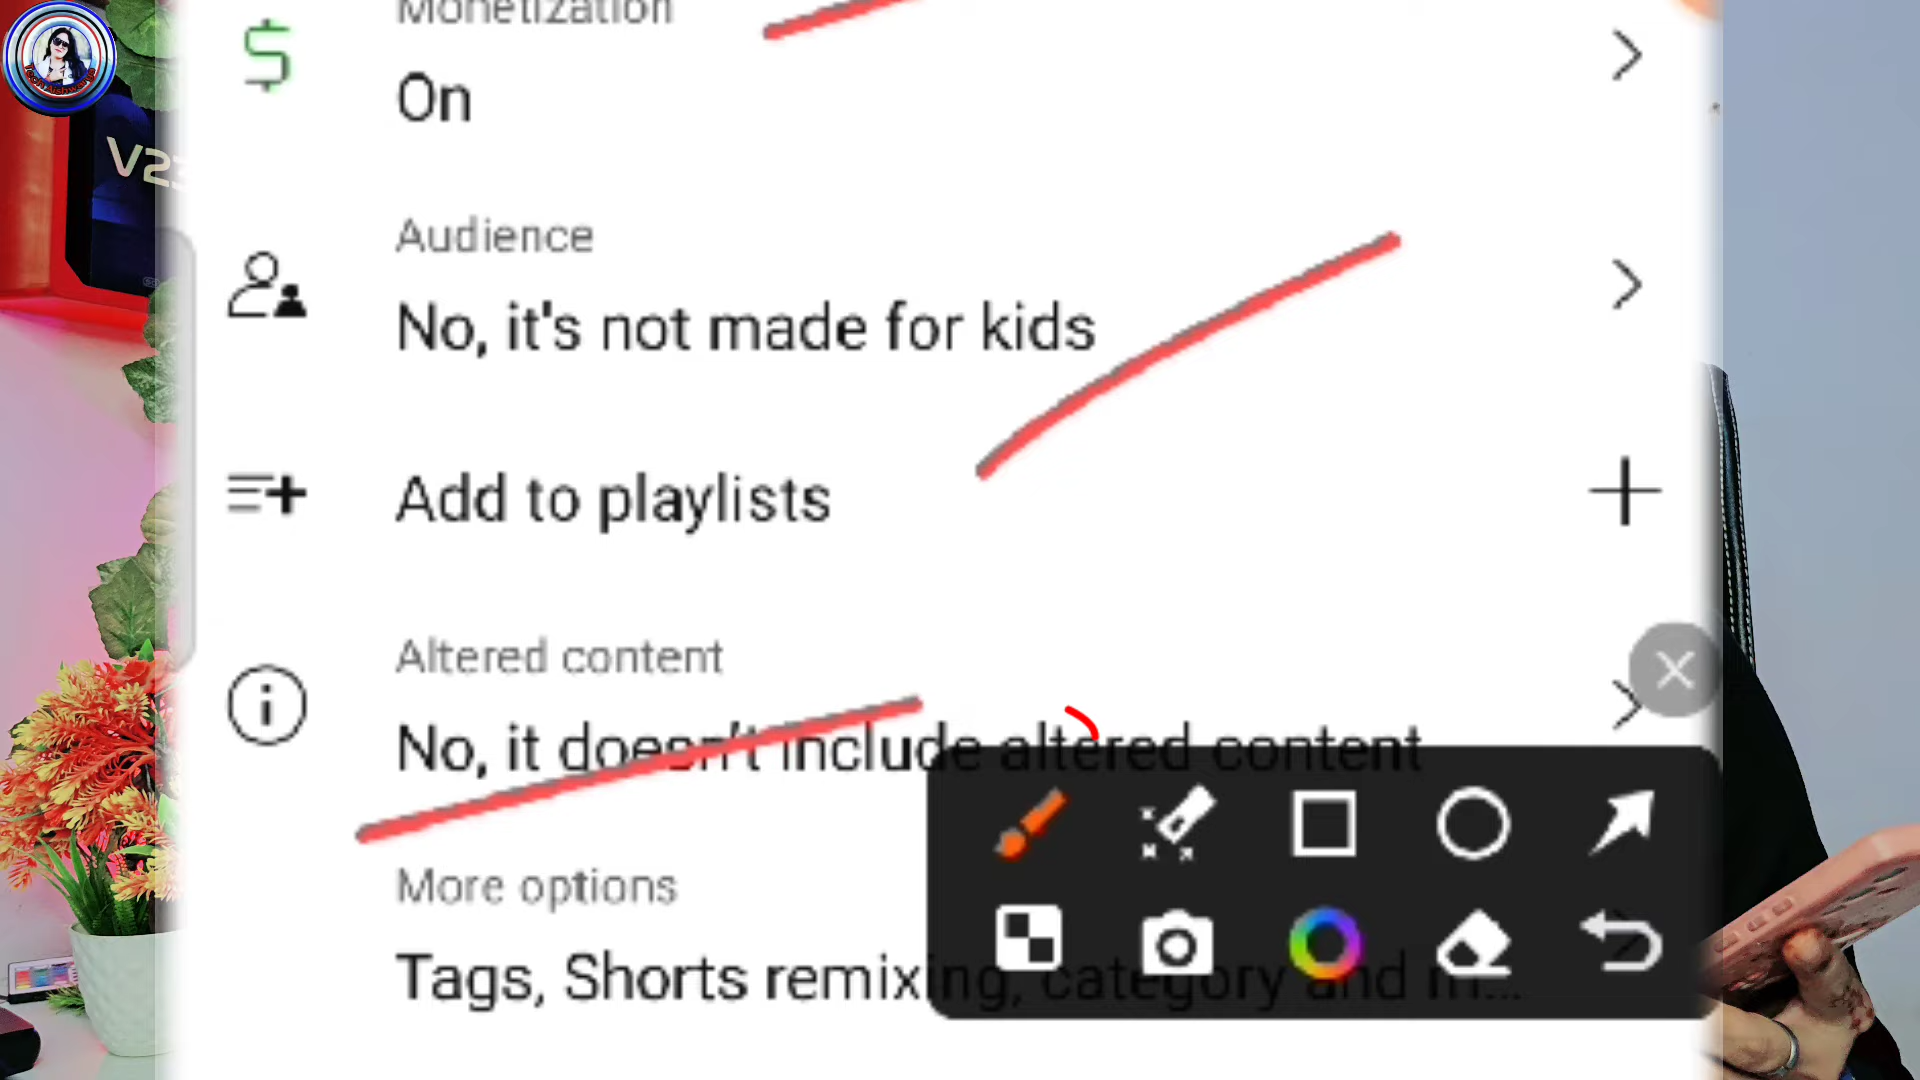 Monetization
On
Audience
No, it's not made for kids
Add to playlists
Altered content
No, it doesn't include altered content
More options
Tags, Shorts remixing, category and m...